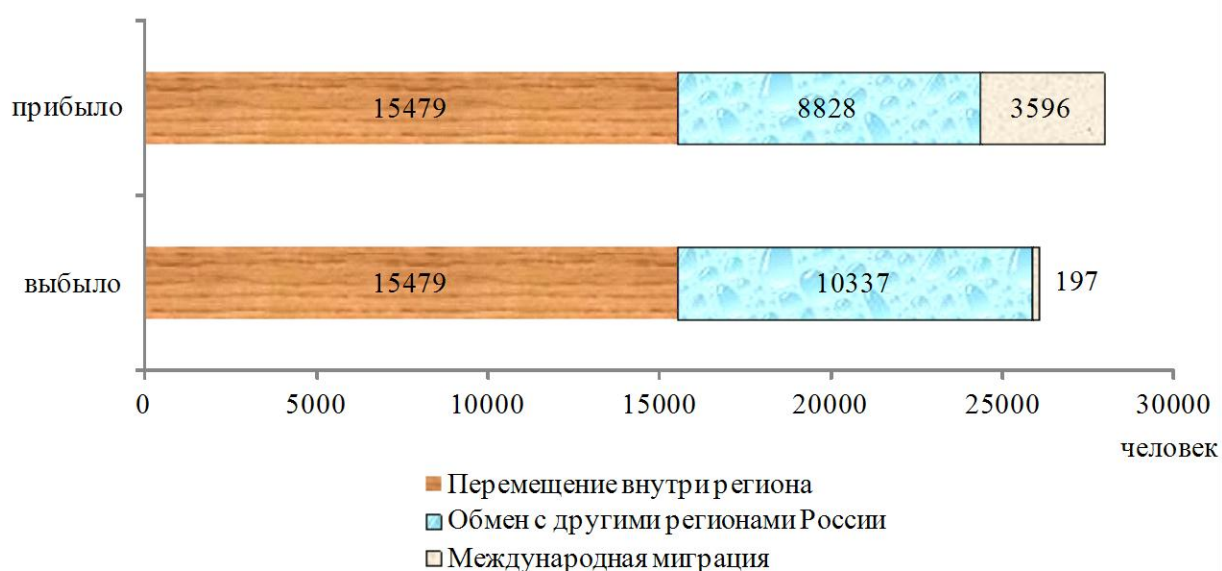 прибыло
15479
8828
3596
выбыло
15479
10337
197
0 5000 10000 15000 20000 25000 30000
человек
Перемещение внутри региона
Обмен с другими регионами России
Международная миграция